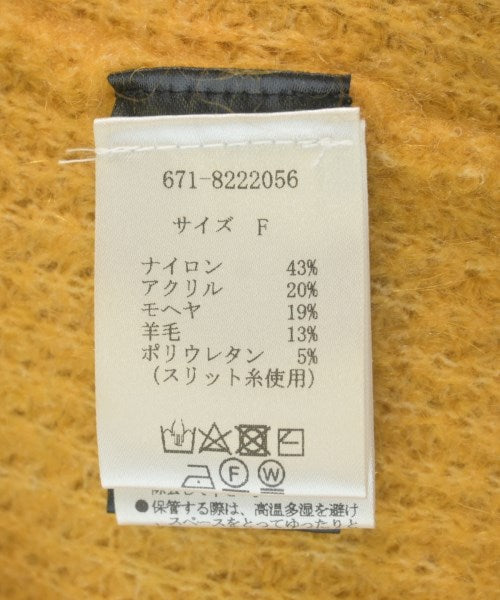 671-8222056
サイズ F
ナイロン 43%
アクリル 20%
モヘヤ 19%
羊毛 13%
ポリウレタン 5%
(スリット糸使用)
F W
●保管する際は、高温多湿を避け
、スペースをとってゆったりと